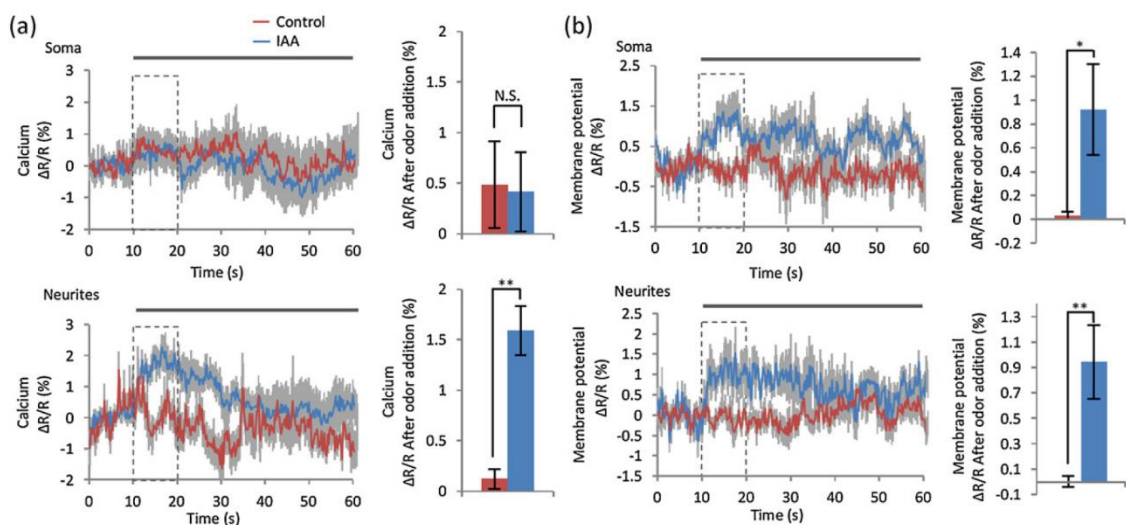 (a)
Control
IAA
Soma
Calcium
ΔR/R (%)
3
2
1
0
-1
-2
0 10 20 30 40 50 60
Time (s)
Calcium
ΔR/R After odor addition (%)
2
1.5
1
0.5
0
N.S.
Neurites
Calcium
ΔR/R (%)
3
2
1
0
-1
-2
0 10 20 30 40 50 60
Time (s)
Calcium
ΔR/R After odor addition (%)
2
1.5
1
0.5
0
**
(b)
Soma
Membrane potential
ΔR/R (%)
2.5
1.5
0.5
-0.5
-1.5
0 10 20 30 40 50 60
Time (s)
Membrane potential
ΔR/R After odor addition (%)
1.4
1.2
1
0.8
0.6
0.4
0.2
0
-0.2
*
Neurites
Membrane potential
ΔR/R (%)
2.5
2
1.5
1
0.5
0
-0.5
-1
-1.5
0 10 20 30 40 50 60
Time (s)
Membrane potential
ΔR/R After odor addition (%)
1.3
1.1
0.9
0.7
0.5
0.3
0.1
-0.1
**